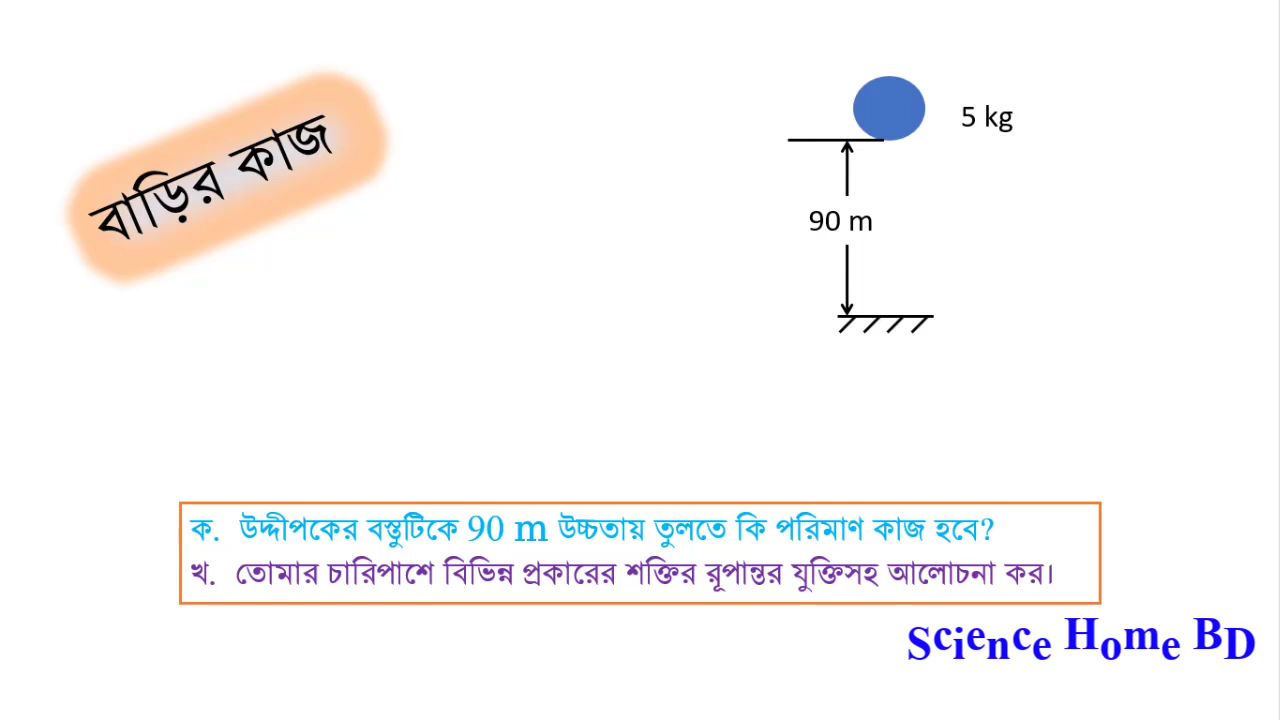 বাড়ির কাজ
5 kg
90 m
ক. উদ্দীপকের বস্তুটিকে 90 m উচ্চতায় তুলতে কি পরিমাণ কাজ হবে?
খ. তোমার চারিপাশে বিভিন্ন প্রকারের শক্তির রূপান্তর যুক্তিসহ আলোচনা কর।
Science Home BD